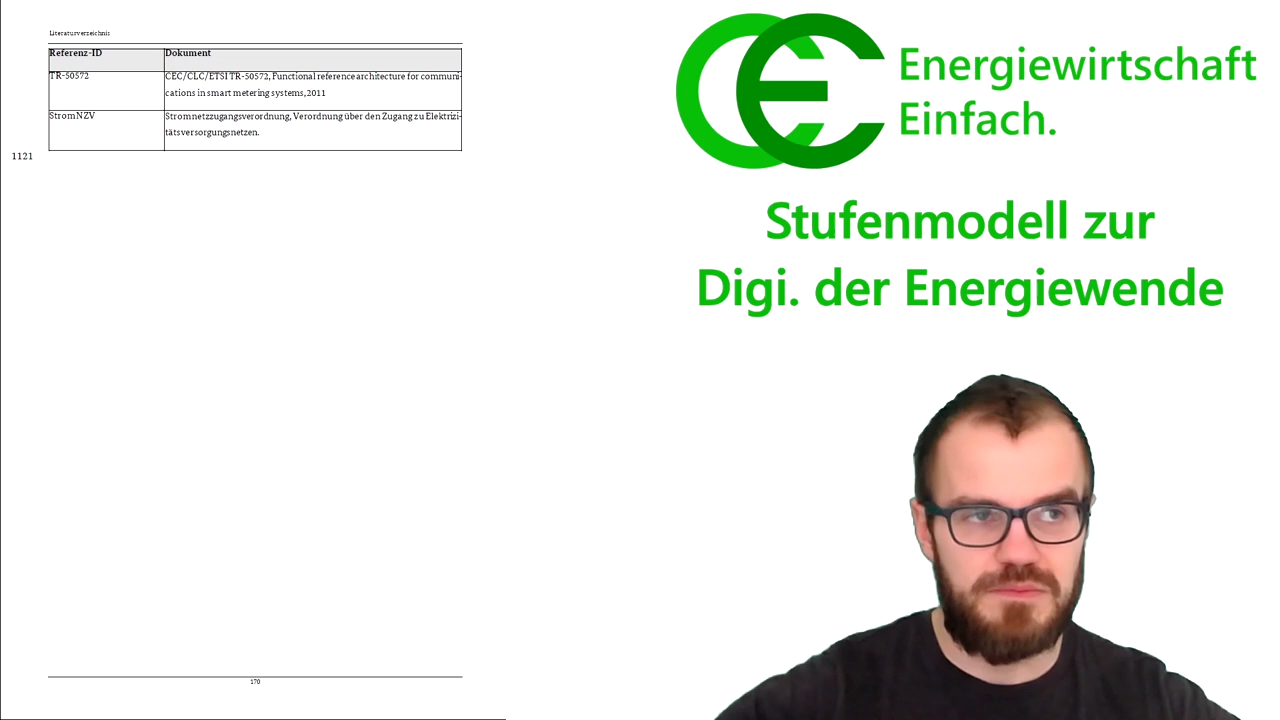 Literaturverzeichnis
Referenz-ID Dokument
TR-50572 CEC/CLC/ETSI TR-50572, Functional reference architecture for communi-
cations in smart metering systems, 2011
StromNZV Stromnetzzugangsverordnung, Verordnung über den Zugang zu Elektrizi-
tätsversorgungsnetzen.
1121
170
Energiewirtschaft
Einfach.
Stufenmodell zur
Digi. der Energiewende